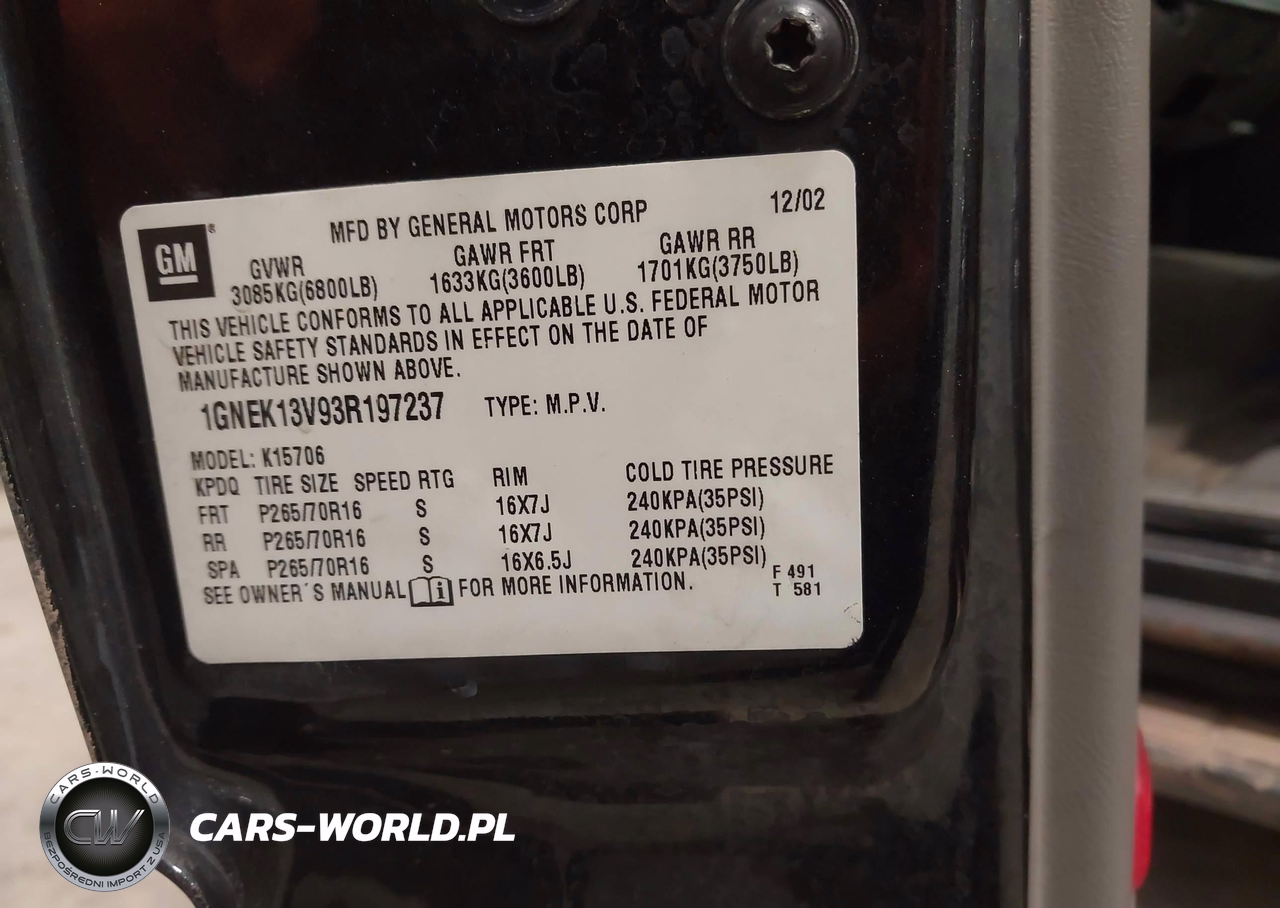 MFD BY GENERAL MOTORS CORP 12/02
GM®
GVWR GAWR FRT GAWR RR
3085KG(6800LB) 1633KG(3600LB) 1701KG(3750LB)
THIS VEHICLE CONFORMS TO ALL APPLICABLE U.S. FEDERAL MOTOR
VEHICLE SAFETY STANDARDS IN EFFECT ON THE DATE OF
MANUFACTURE SHOWN ABOVE.
1GNEK13V93R197237 TYPE: M.P.V.
MODEL: K15706
KPDQ TIRE SIZE SPEED RTG RIM COLD TIRE PRESSURE
FRT P265/70R16 S 16X7J 240KPA(35PSI)
RR P265/70R16 S 16X7J 240KPA(35PSI)
SPA P265/70R16 S 16X6.5J 240KPA(35PSI)
SEE OWNER´S MANUAL FOR MORE INFORMATION.
F 491
T 581
CARS-WORLD
CW
BEZPOŚREDNI IMPORT Z USA
CARS-WORLD.PL